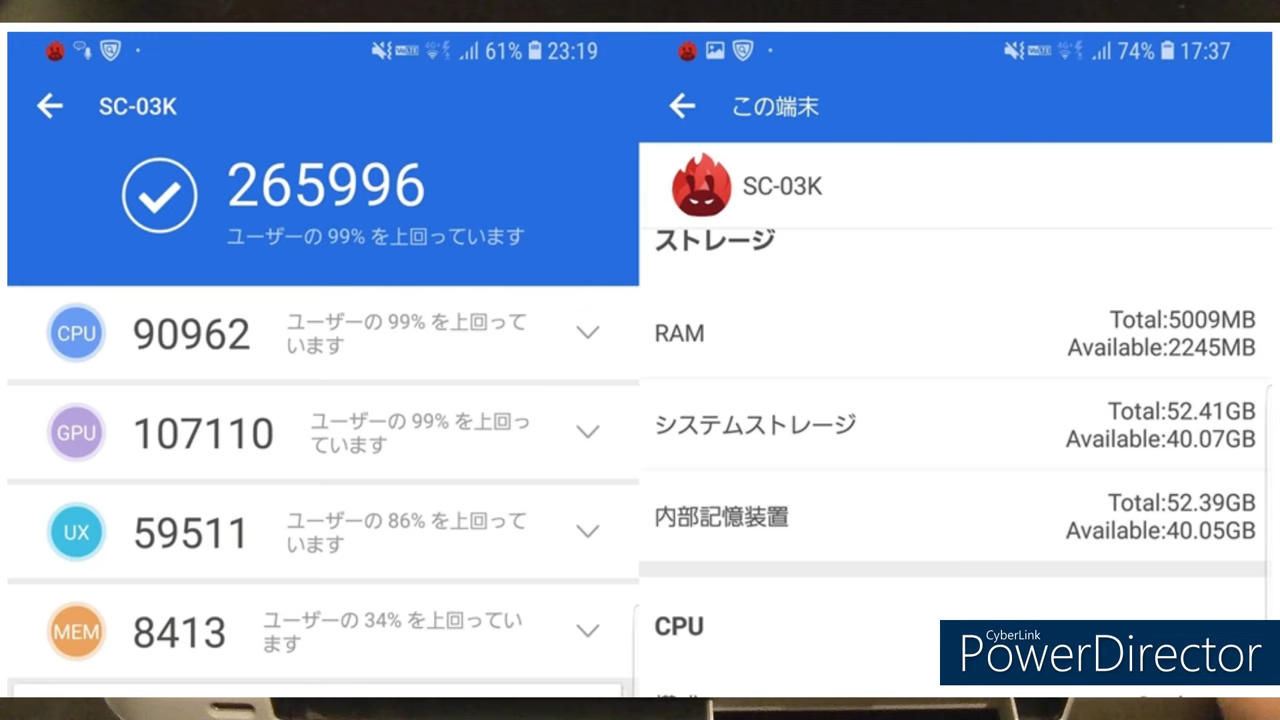 61% 23:19
SC-03K
265996
ユーザーの 99% を上回っています
CPU
90962
ユーザーの 99% を上回って
います
GPU
107110
ユーザーの 99% を上回っ
ています
UX
59511
ユーザーの 86% を上回って
います
MEM
8413
ユーザーの 34% を上回ってい
ます
74% 17:37
この端末
SC-03K
ストレージ
RAM
Total:5009MB
Available:2245MB
システムストレージ
Total:52.41GB
Available:40.07GB
内部記憶装置
Total:52.39GB
Available:40.05GB
CPU
CyberLink
PowerDirector